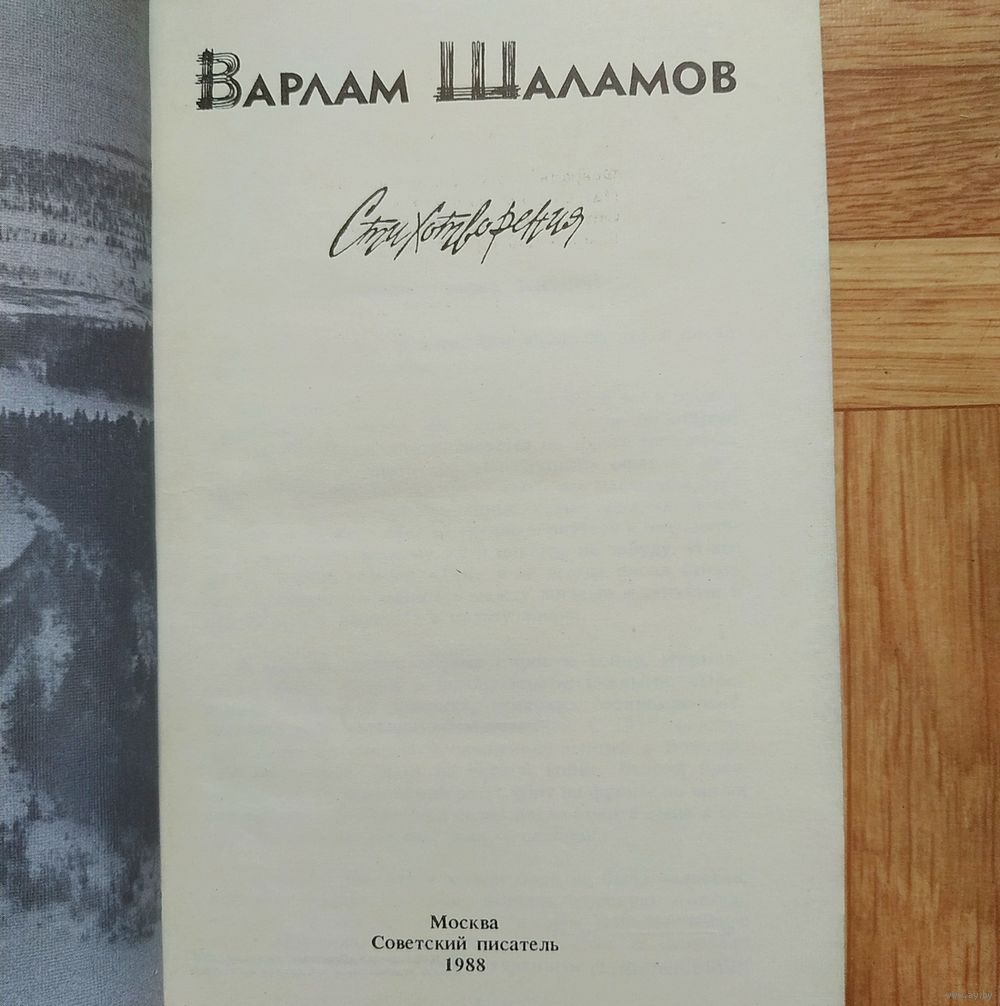 ВАРЛАМ ШАЛАМОВ
Стихотворения
Москва
Советский писатель
1988